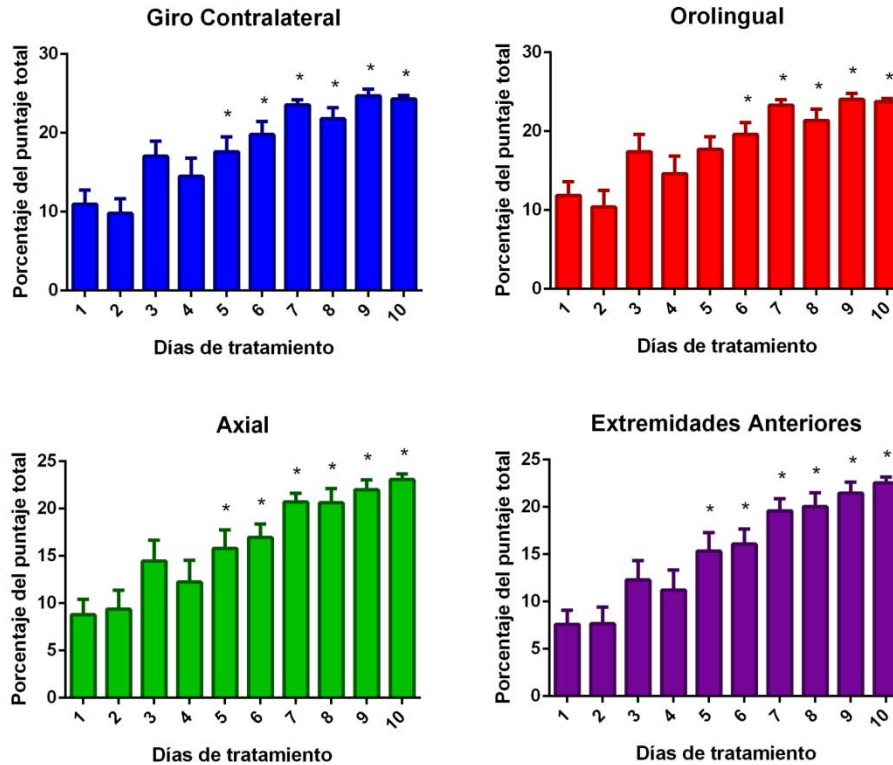 Giro Contralateral
Porcentaje del puntaje total
30
20
10
0
* * * * * *
1 2 3 4 5 6 7 8 9 10
Días de tratamiento
Orolingual
Porcentaje del puntaje total
30
20
10
0
* * * * *
1 2 3 4 5 6 7 8 9 10
Días de tratamiento
Axial
Porcentaje del puntaje total
25
20
15
10
5
0
* * * * * *
1 2 3 4 5 6 7 8 9 10
Días de tratamiento
Extremidades Anteriores
Porcentaje del puntaje total
25
20
15
10
5
0
* * * * * *
1 2 3 4 5 6 7 8 9 10
Días de tratamiento